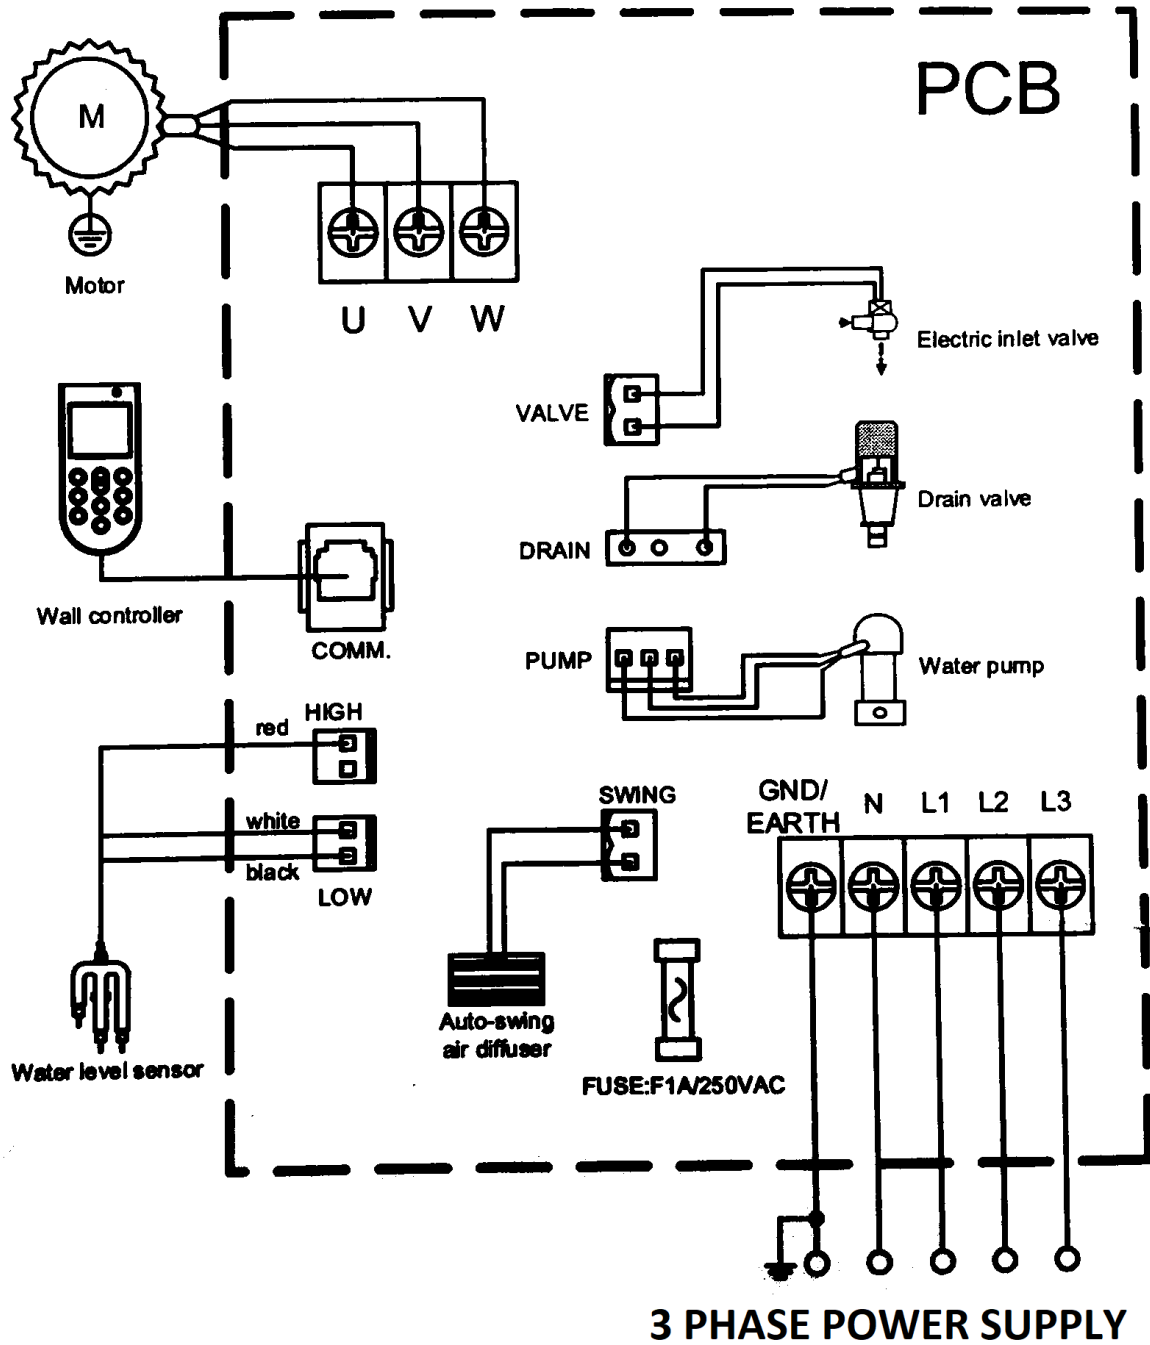 PCB
M
Motor
U V W
Electric inlet valve
VALVE
Drain valve
DRAIN
Wall controller
COMM.
PUMP
Water pump
HIGH
red
white
black
LOW
SWING
GND/
EARTH
N L1 L2 L3
Auto-swing
air diffuser
Water level sensor
FUSE:F1A/250VAC
3 PHASE POWER SUPPLY